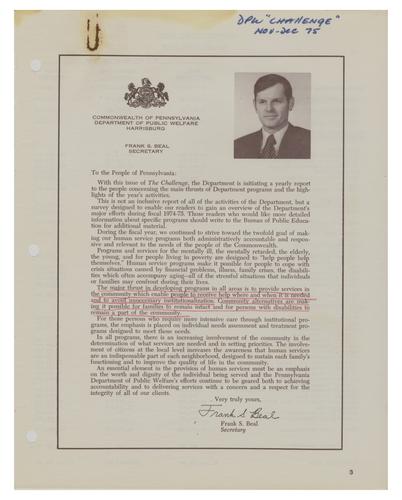 DPW "CHALLENGE"
NOV-DEC 75
COMMONWEALTH OF PENNSYLVANIA
DEPARTMENT OF PUBLIC WELFARE
HARRISBURG
FRANK S. BEAL
SECRETARY
To the People of Pennsylvania:
With this issue of The Challenge, the Department is initiating a yearly report
to the people concerning the main thrusts of Department programs and the high-
lights of the year's activities.
This is not an inclusive report of all of the activities of the Department, but a
survey designed to enable our readers to gain an overview of the Department's
major efforts during fiscal 1974-75. Those readers who would like more detailed
information about specific programs should write to the Bureau of Public Educa-
tion for additional material.
During the fiscal year, we continued to strive toward the twofold goal of mak-
ing our human service programs both administratively accountable and respon-
sive and relevant to the needs of the people of the Commonwealth.
Programs and services for the mentally ill, the mentally retarded, the elderly,
the young, and for people living in poverty are designed to "help people help
themselves." Human service programs make it possible for people to cope with
crisis situations caused by financial problems, illness, family crises, the disabili-
ties which often accompany aging—all of the stressful situations that individuals
or families may confront during their lives.
The major thrust in developing programs in all areas is to provide services in
the community which enable people to receive help where and when it is needed
and to avoid unnecessary institutionalization. Community alternatives are mak-
ing it possible for families to remain intact and for persons with disabilities to
remain a part of the community.
For those persons who require more intensive care through institutional pro-
grams, the emphasis is placed on individual needs assessment and treatment pro-
grams designed to meet those needs.
In all programs, there is an increasing involvement of the community in the
determination of what services are needed and in setting priorities. The involve-
ment of citizens at the local level increases the awareness that human services
are an indispensable part of each neighborhood, designed to sustain each family's
functioning and to improve the quality of life in the community.
An essential element in the provision of human services must be an emphasis
on the worth and dignity of the individual being served and the Pennsylvania
Department of Public Welfare's efforts continue to be geared both to achieving
accountability and to delivering services with a concern and a respect for the
integrity of all of our clients.
Very truly yours,
Frank S. Beal
Frank S. Beal
Secretary
3